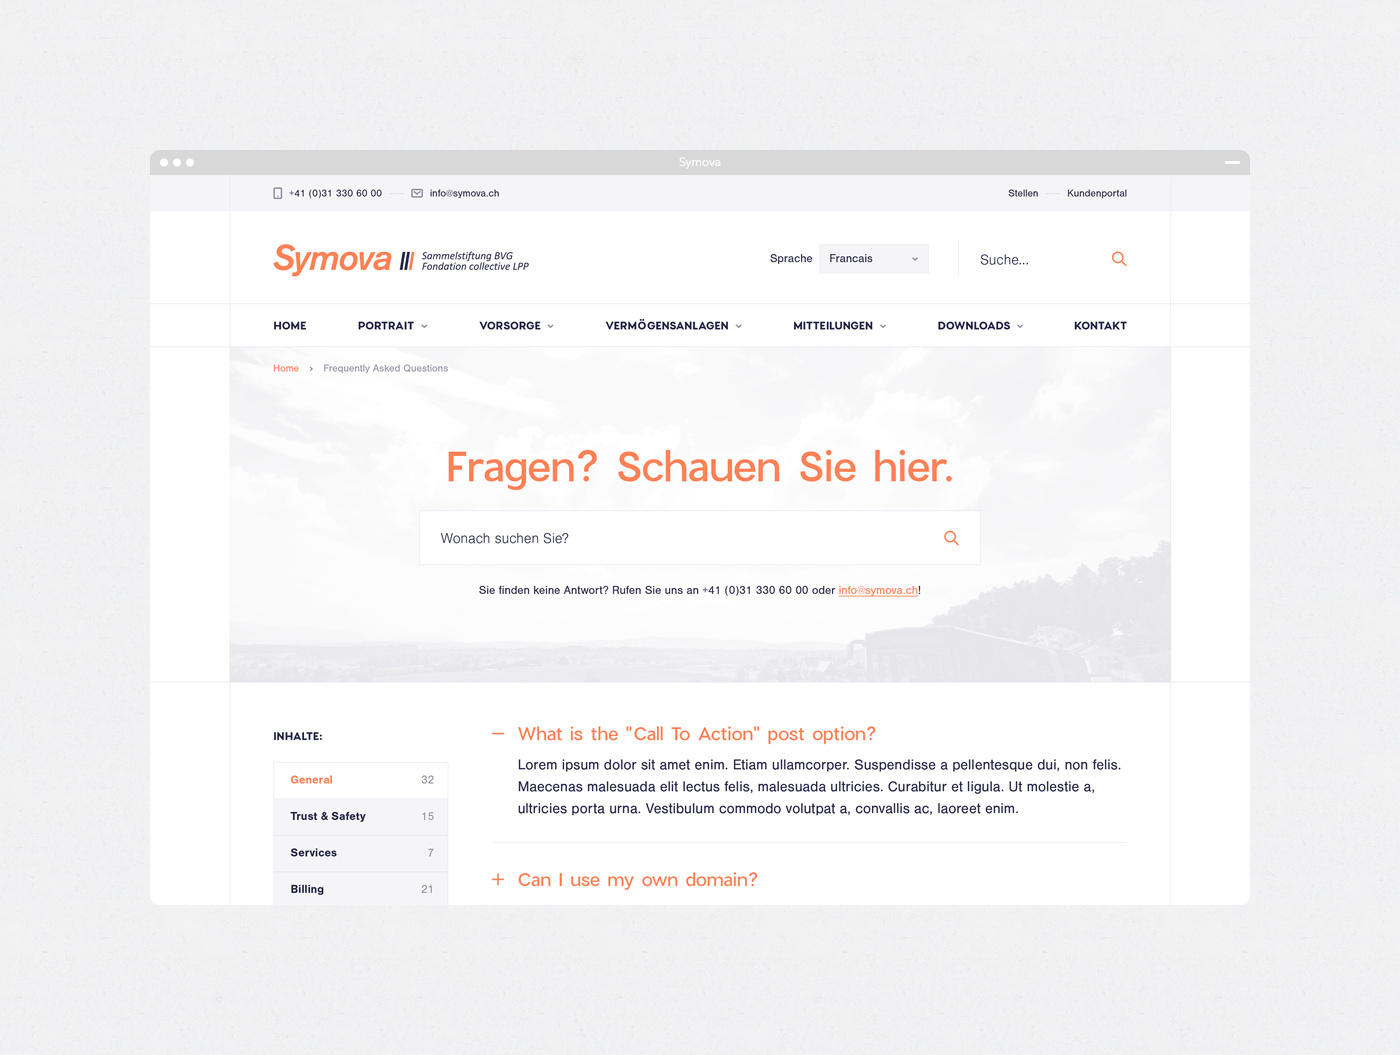 Symova
+41 (0)31 330 60 00 info@symova.ch Stellen Kundenportal
Symova Sammelstiftung BVG
Fondation collective LPP
Sprache Francais Suche...
HOME PORTRAIT VORSORGE VERMÖGENSANLAGEN MITTEILUNGEN DOWNLOADS KONTAKT
Home › Frequently Asked Questions
Fragen? Schauen Sie hier.
Wonach suchen Sie?
Sie finden keine Antwort? Rufen Sie uns an +41 (0)31 330 60 00 oder info@symova.ch!
INHALTE:
General 32
Trust & Safety 15
Services 7
Billing 21
What is the "Call To Action" post option?
Lorem ipsum dolor sit amet enim. Etiam ullamcorper. Suspendisse a pellentesque dui, non felis.
Maecenas malesuada elit lectus felis, malesuada ultricies. Curabitur et ligula. Ut molestie a,
ultricies porta urna. Vestibulum commodo volutpat a, convallis ac, laoreet enim.
Can I use my own domain?